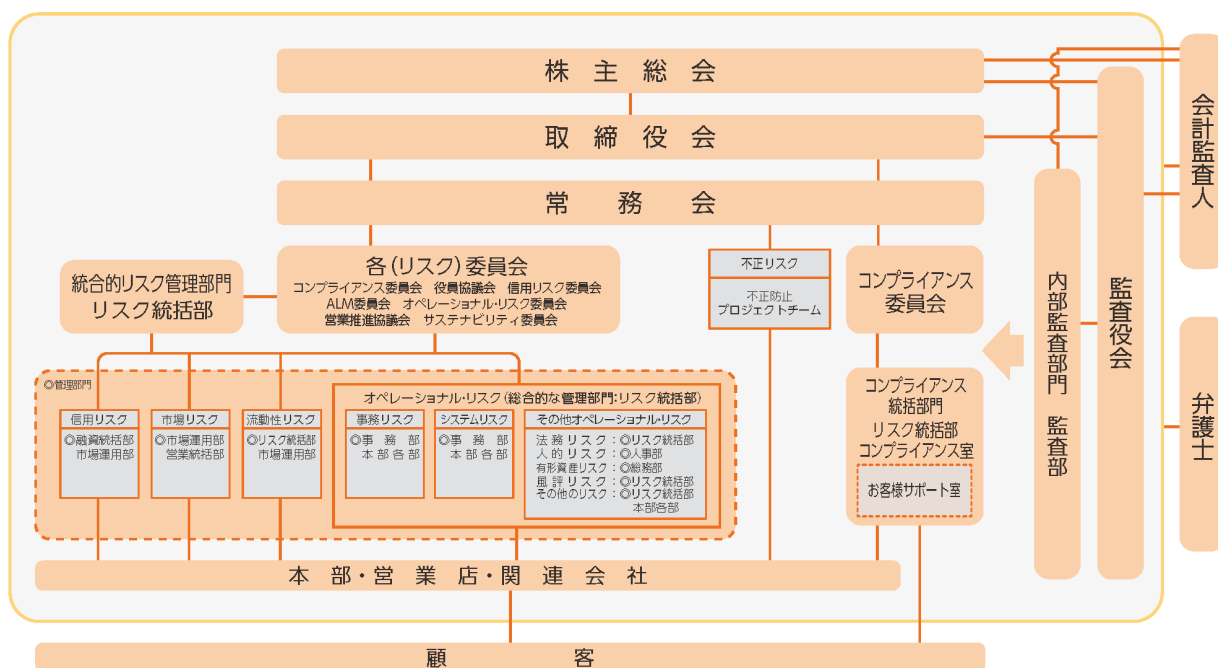 株主総会
取締役会
常務会
統合的リスク管理部門
リスク統括部
各(リスク)委員会
コンプライアンス委員会 役員協議会 信用リスク委員会
ALM委員会 オペレーショナル・リスク委員会
営業推進協議会 サステナビリティ委員会
不正リスク
不正防止
プロジェクトチーム
コンプライアンス
委員会
◎管理部門
信用リスク
◎融資統括部
市場運用部
市場リスク
◎市場運用部
営業統括部
流動性リスク
◎リスク統括部
市場運用部
オペレーショナル・リスク(総合的な管理部門:リスク統括部)
事務リスク
◎事務部
本部各部
システムリスク
◎事務部
本部各部
その他オペレーショナル・リスク
法務リスク:◎リスク統括部
人的リスク:◎人事部
有形資産リスク:◎総務部
風評リスク:◎リスク統括部
その他のリスク:◎リスク統括部
本部各部
コンプライアンス
統括部門
リスク統括部
コンプライアンス室
お客様サポート室
内部監査部門 監査部
監査役会
会計監査人
弁護士
本部・営業店・関連会社
顧客